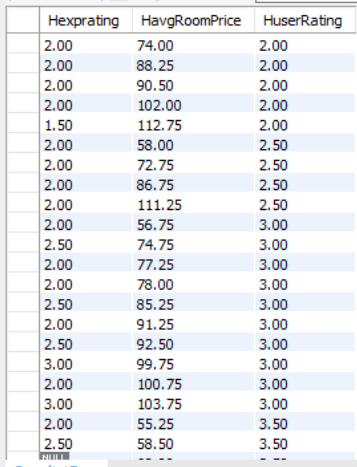 Hexprating HavgRoomPrice HuserRating
2.00 74.00 2.00
2.00 88.25 2.00
2.00 90.50 2.00
2.00 102.00 2.00
1.50 112.75 2.00
2.00 58.00 2.50
2.00 72.75 2.50
2.00 86.75 2.50
2.00 111.25 2.50
2.00 56.75 3.00
2.50 74.75 3.00
2.00 77.25 3.00
2.00 78.00 3.00
2.50 85.25 3.00
2.00 91.25 3.00
2.50 92.50 3.00
3.00 99.75 3.00
2.00 100.75 3.00
3.00 103.75 3.00
2.00 55.25 3.50
2.50 58.50 3.50
NULL